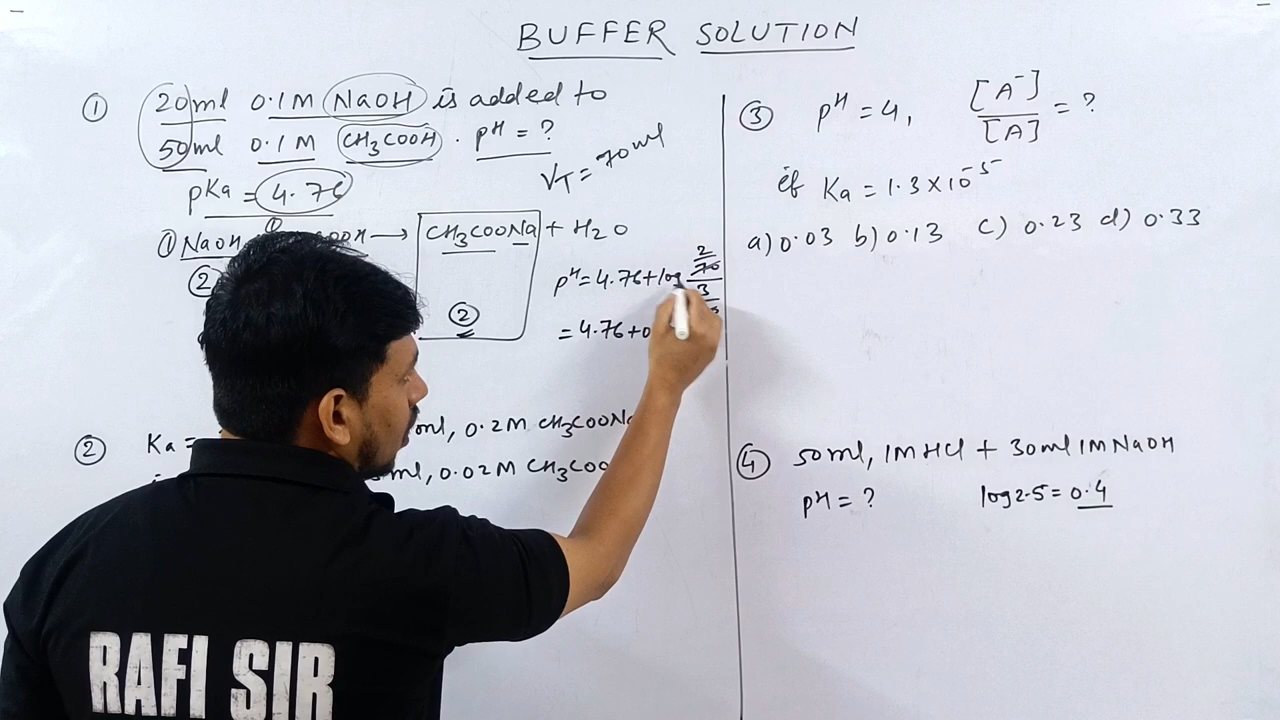 BUFFER SOLUTION
① 20ml 0.1M NaOH is added to
50ml 0.1M CH₃COOH . pH = ?
pKa = 4.76
V_T = 70ml
① NaOH → CH₃COONa + H₂O
② ②
pH = 4.76 + log 2/70 / 3
= 4.76 + 0
② Ka = ml, 0.2M CH₃COONa
ml, 0.02M CH₃COO
③ pH = 4, [A⁻]/[A] = ?
if Ka = 1.3 × 10⁻⁵
a) 0.03 b) 0.13 c) 0.23 d) 0.33
④ 50ml, 1M HCl + 30ml 1M NaOH
pH = ? log 2.5 = 0.4
RAFI SIR